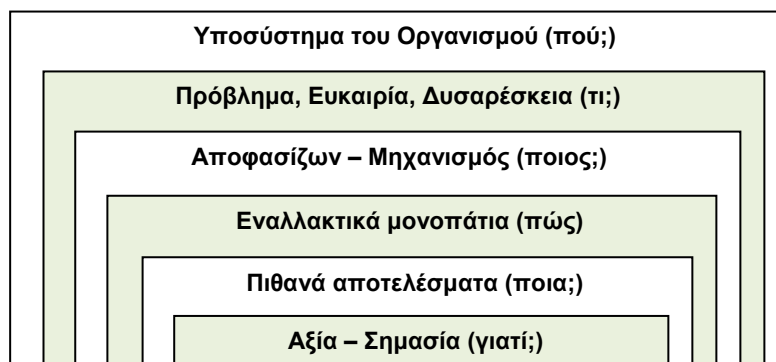 Υποσύστημα του Οργανισμού (πού;)
Πρόβλημα, Ευκαιρία, Δυσαρέσκεια (τι;)
Αποφασίζων – Μηχανισμός (ποιος;)
Εναλλακτικά μονοπάτια (πώς)
Πιθανά αποτελέσματα (ποια;)
Αξία – Σημασία (γιατί;)